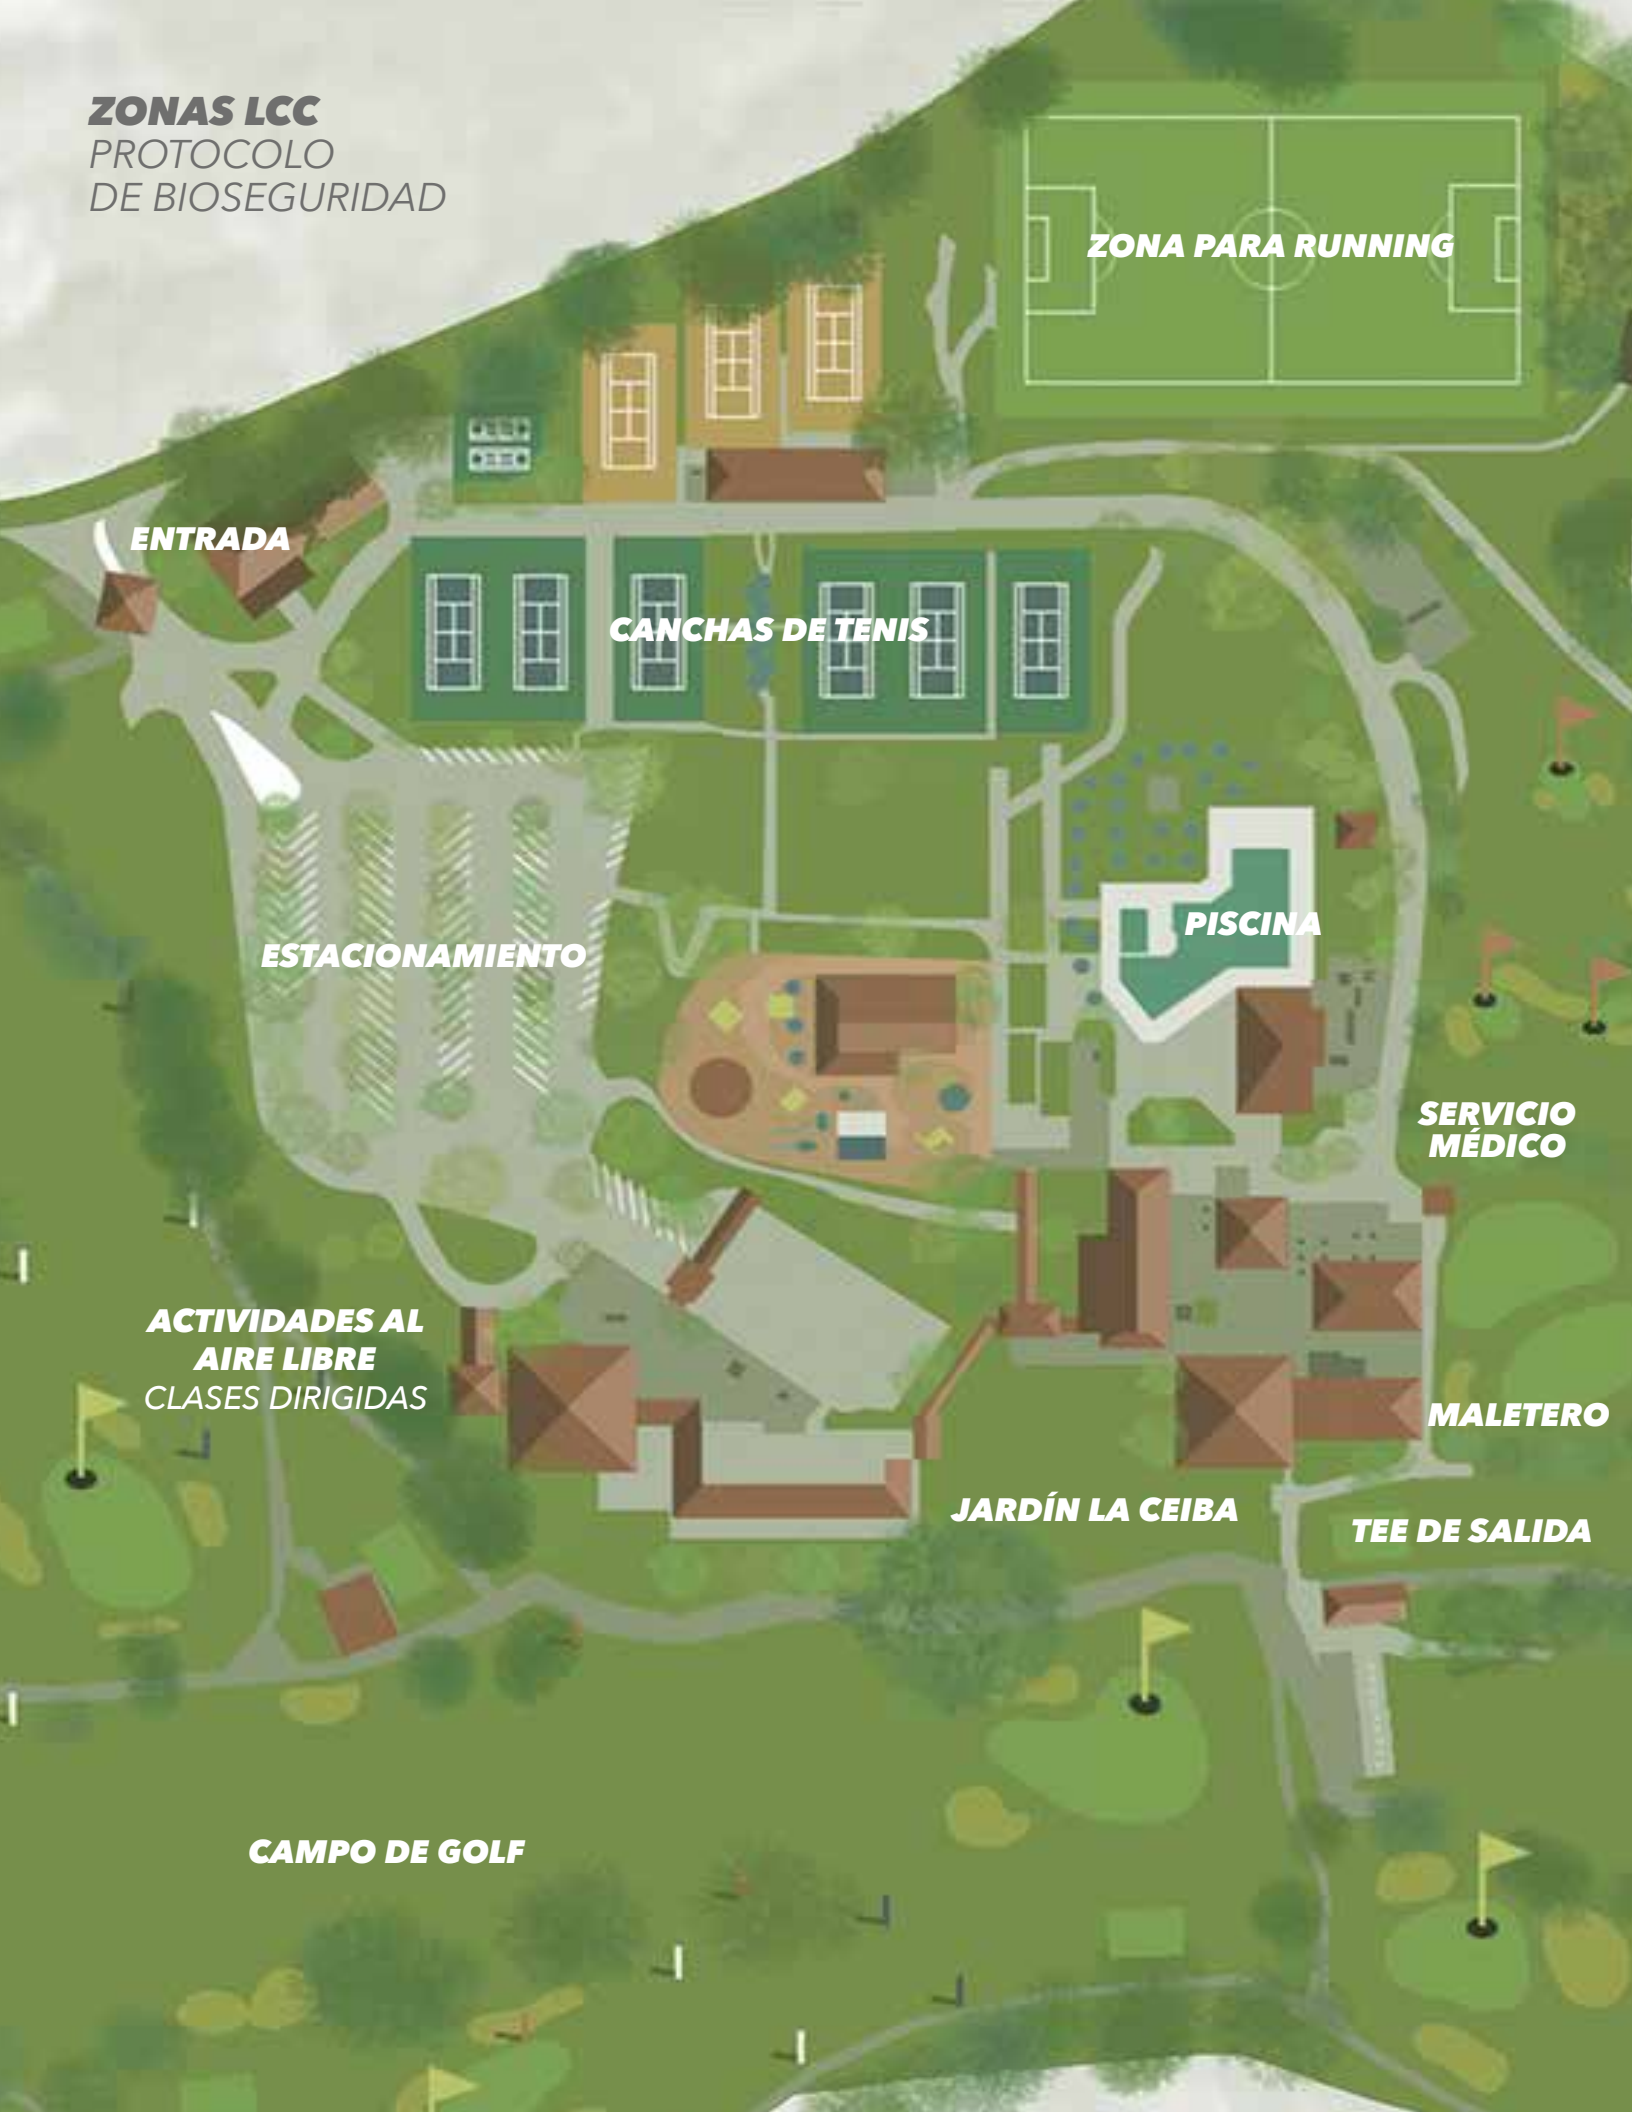 ZONAS LCC
PROTOCOLO
DE BIOSEGURIDAD
ZONA PARA RUNNING
ENTRADA
CANCHAS DE TENIS
PISCINA
ESTACIONAMIENTO
SERVICIO
MÉDICO
ACTIVIDADES AL
AIRE LIBRE
CLASES DIRIGIDAS
MALETERO
JARDÍN LA CEIBA
TEE DE SALIDA
CAMPO DE GOLF